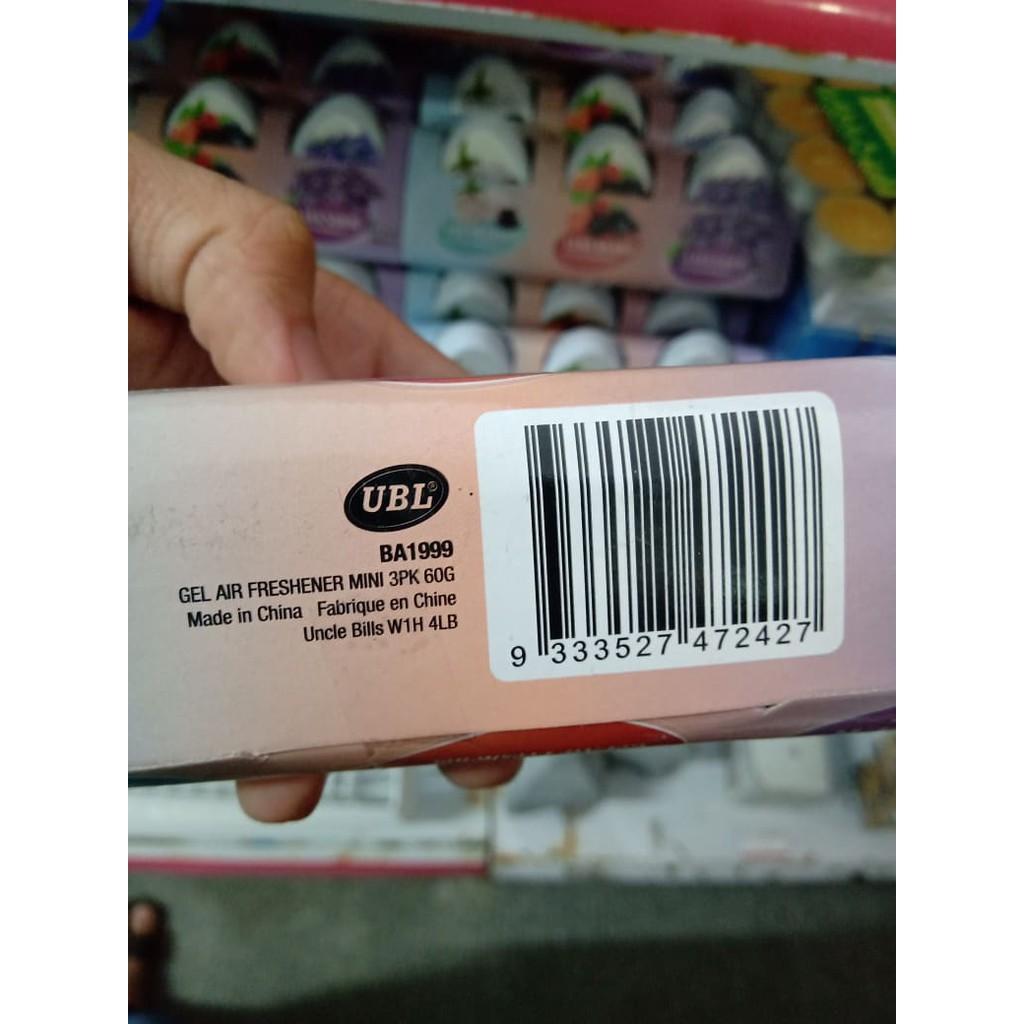 UBL®
BA1999
GEL AIR FRESHENER MINI 3PK 60G
Made in China Fabrique en Chine
Uncle Bills W1H 4LB
9 333527 472427